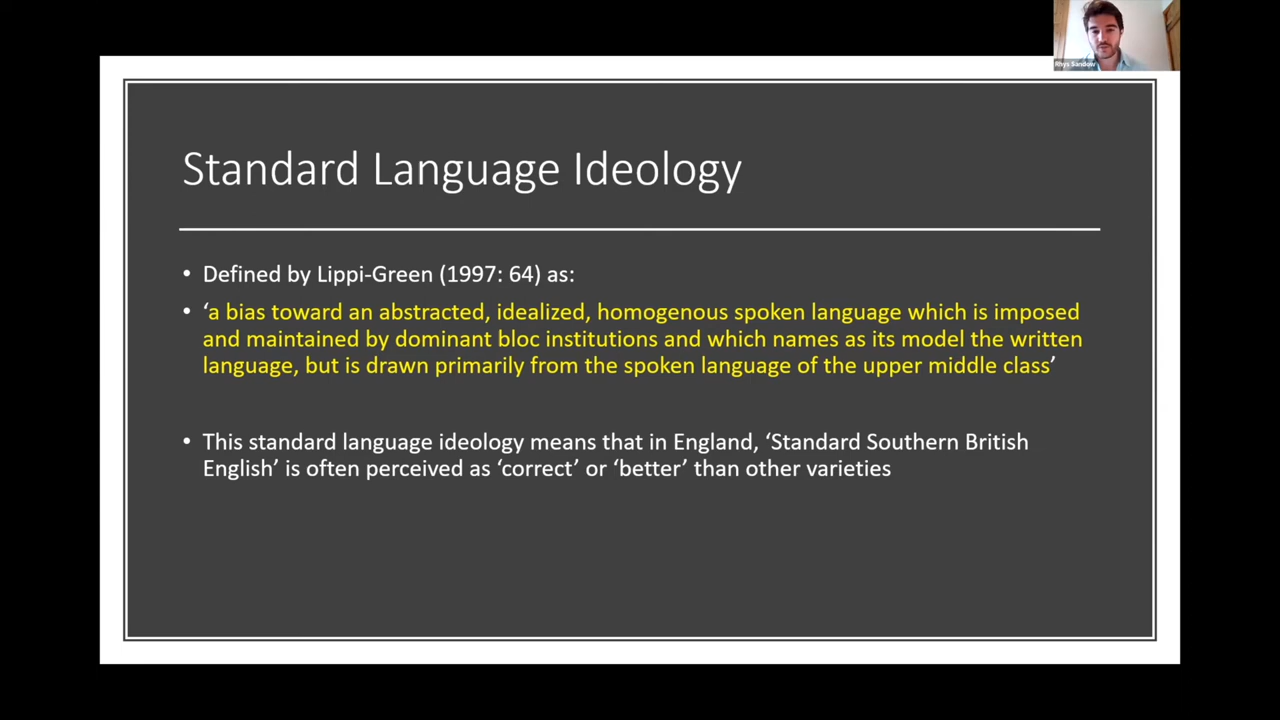 Rhys Sandow
Standard Language Ideology
• Defined by Lippi-Green (1997: 64) as:
• ‘a bias toward an abstracted, idealized, homogenous spoken language which is imposed
and maintained by dominant bloc institutions and which names as its model the written
language, but is drawn primarily from the spoken language of the upper middle class’
• This standard language ideology means that in England, ‘Standard Southern British
English’ is often perceived as ‘correct’ or ‘better’ than other varieties